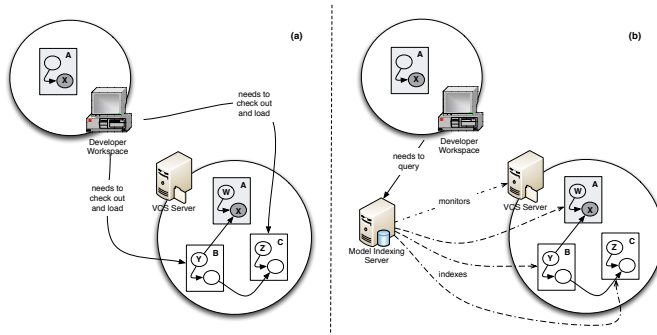 (a)
A
X
needs to
check out
and load
Developer
Workspace
needs to
check out
and load
VCS Server
A
W
X
B
Y
C
Z
(b)
A
X
Developer
Workspace
needs to
query
monitors
VCS Server
Model Indexing
Server
indexes
A
W
X
B
Y
C
Z